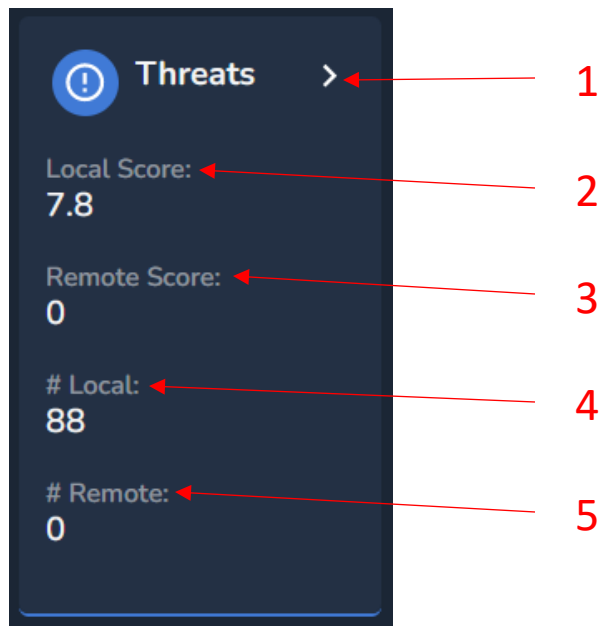 Threats > 1
Local Score: 2
7.8
Remote Score: 3
0
# Local: 4
88
# Remote: 5
0